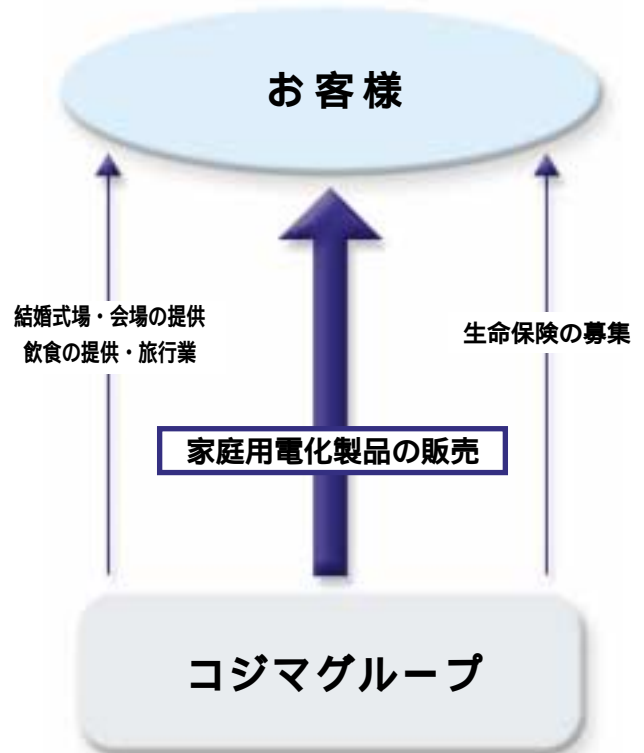 お客様
結婚式場・会場の提供
飲食の提供・旅行業
生命保険の募集
家庭用電化製品の販売
コジマグループ